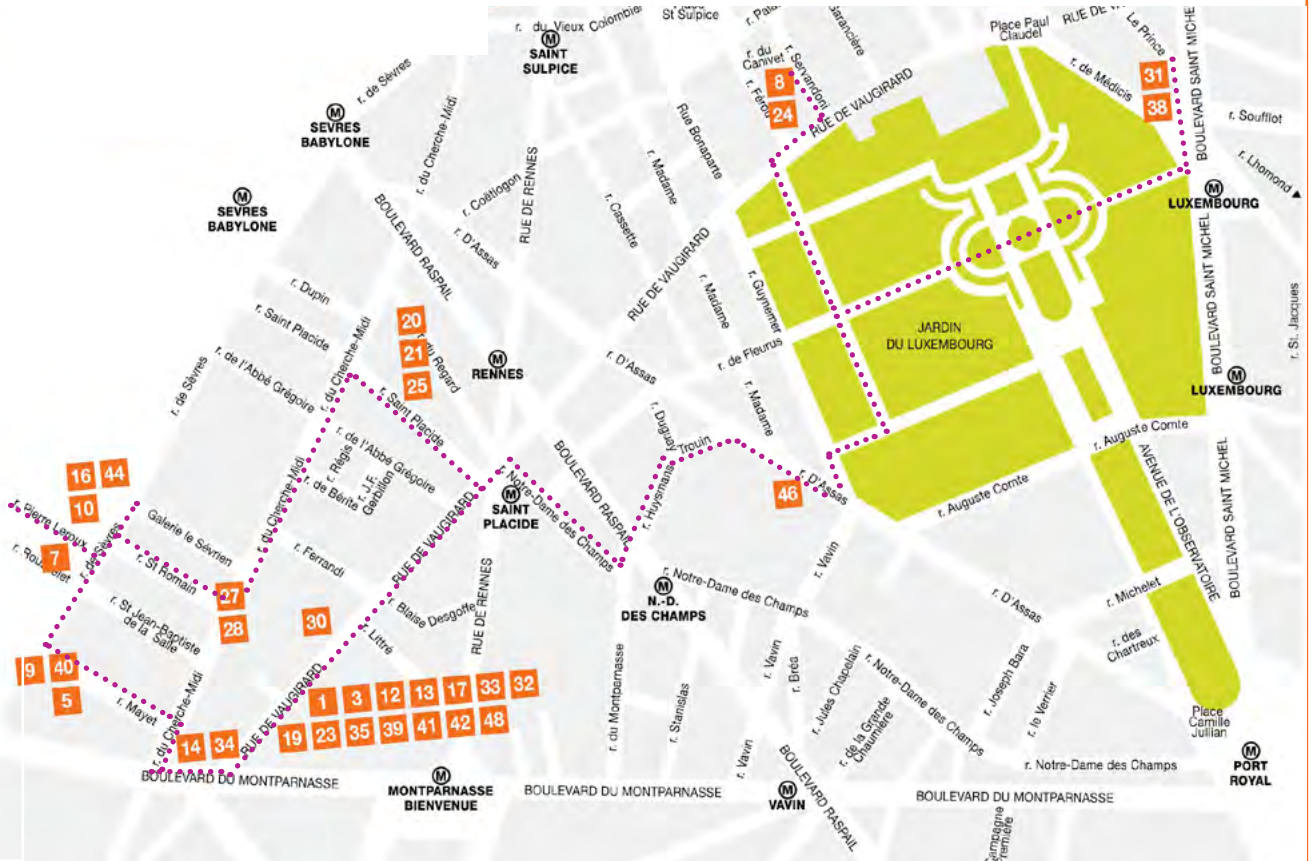 r. du Vieux Colombier
St Sulpice
r. Pala
Garancière
Place Paul
Claudel
RUE DE V
Le Prince
BOULEVARD SAINT MICHE
M
SAINT
SULPICE
r. de Sèvres
r. du
Canivet
r. Servandoni
r. Férou
8
24
RUE DE VAUGIRARD
r. de Médicis
31
38
r. Soufflot
r. Lhomond
M
SEVRES
BABYLONE
r. du Cherche-Midi
RUE DE RENNES
Rue Bonaparte
r. Madame
r. Cassette
M
SEVRES
BABYLONE
r. Coëtlogon
r. D'Assas
BOULEVARD RASPAIL
RUE DE VAUGIRARD
M
LUXEMBOURG
BOULEVARD SAINT MICHEL
r. St. Jacques
r. Dupin
r. Saint Placide
r. de l'Abbé Grégoire
r. de Sèvres
r. du Cherche-Midi
20
21
25
r. du Regard
M
RENNES
r. Madame
r. Guynemer
r. de Fleurus
r. D'Assas
r. Madame
JARDIN
DU LUXEMBOURG
M
LUXEMBOURG
r. Saint Placide
r. de l'Abbé Grégoire
r. Régis
r. de Bérite
r. J.F.
Gerbillon
r. Duguay
Trouin
r. Huysmans
BOULEVARD RASPAIL
r. Notre-Dame des Champs
M
SAINT
PLACIDE
46
r. D'Assas
r. Auguste Comte
r. Auguste Comte
AVENUE DE L'OBSERVATOIRE
BOULEVARD SAINT MICHEL
16
44
10
r. Pierre Leroux
7
r. de Sèvres
Galerie le Sévrien
r. du Cherche-Midi
r. St Romain
r. St Jean-Baptiste
de la Salle
27
28
r. Ferrandi
30
RUE DE VAUGIRARD
r. Blaise Desgoffe
r. Littré
RUE DE RENNES
M
N.-D.
DES CHAMPS
r. Notre-Dame des Champs
r. Vavin
r. D'Assas
r. Michelet
r. des
Chartreux
9
40
5
r. Mayet
r. du Cherche-Midi
14
34
RUE DE VAUGIRARD
1
3
12
13
17
33
32
19
23
35
39
41
42
48
r. du Montparnasse
r. Stanislas
r. Vavin
r. Bréa
r. Jules Chapelain
r. de la Grande
Chaumière
r. Notre-Dame des Champs
r. Joseph Bara
r. le Verrier
Place
Camille
Jullian
r. Vavin
BOULEVARD RASPAIL
r. Notre-Dame des Champs
M
PORT
ROYAL
BOULEVARD DU MONTPARNASSE
M
MONTPARNASSE
BIENVENUE
BOULEVARD DU MONTPARNASSE
M
VAVIN
BOULEVARD DU MONTPARNASSE
Première